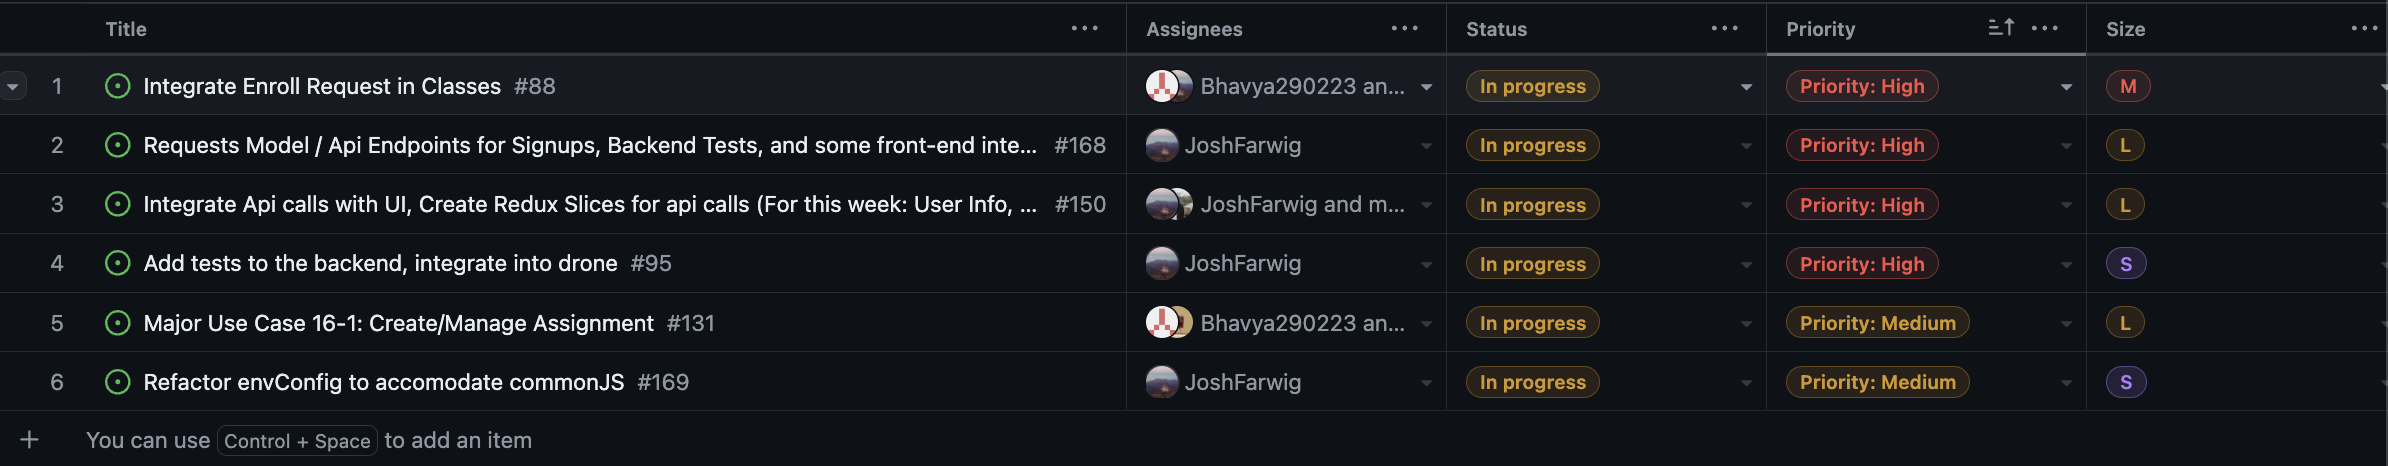 Title ... Assignees ... Status ... Priority ... Size ...
1 Integrate Enroll Request in Classes #88 Bhavya290223 an... In progress Priority: High M
2 Requests Model / Api Endpoints for Signups, Backend Tests, and some front-end inte... #168 JoshFarwig In progress Priority: High L
3 Integrate Api calls with UI, Create Redux Slices for api calls (For this week: User Info, ... #150 JoshFarwig and m... In progress Priority: High L
4 Add tests to the backend, integrate into drone #95 JoshFarwig In progress Priority: High S
5 Major Use Case 16-1: Create/Manage Assignment #131 Bhavya290223 an... In progress Priority: Medium L
6 Refactor envConfig to accomodate commonJS #169 JoshFarwig In progress Priority: Medium S
+ You can use Control + Space to add an item